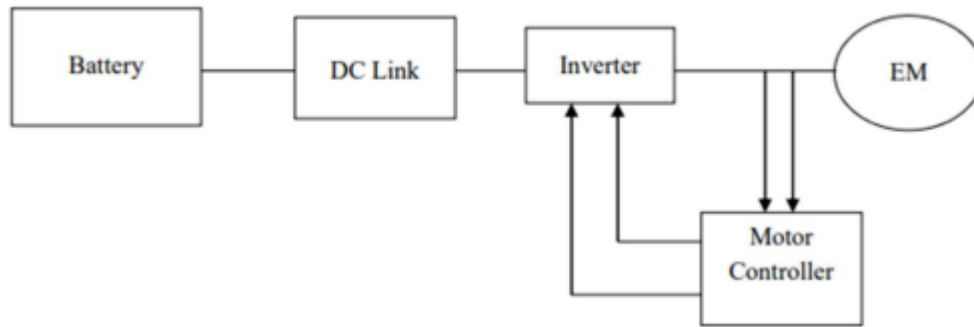 Battery
DC Link
Inverter
EM
Motor
Controller